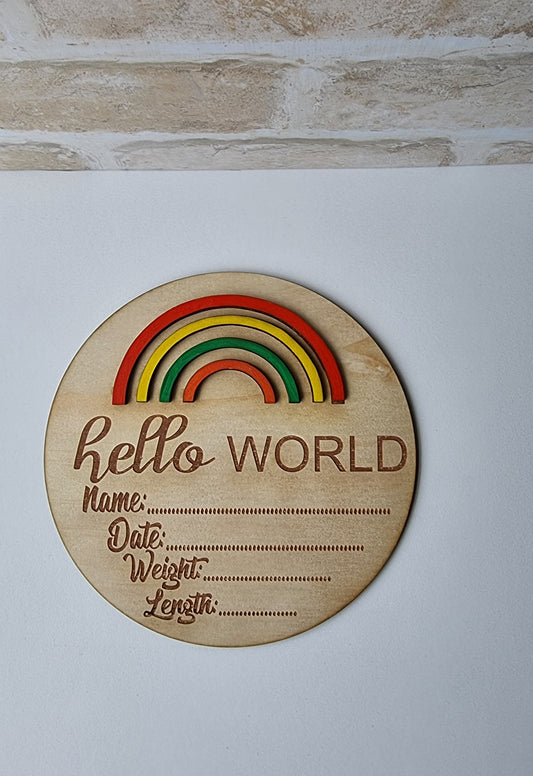 hello WORLD
Name:..........................................................
Date:................................................
Weight:..............................
Length:..................